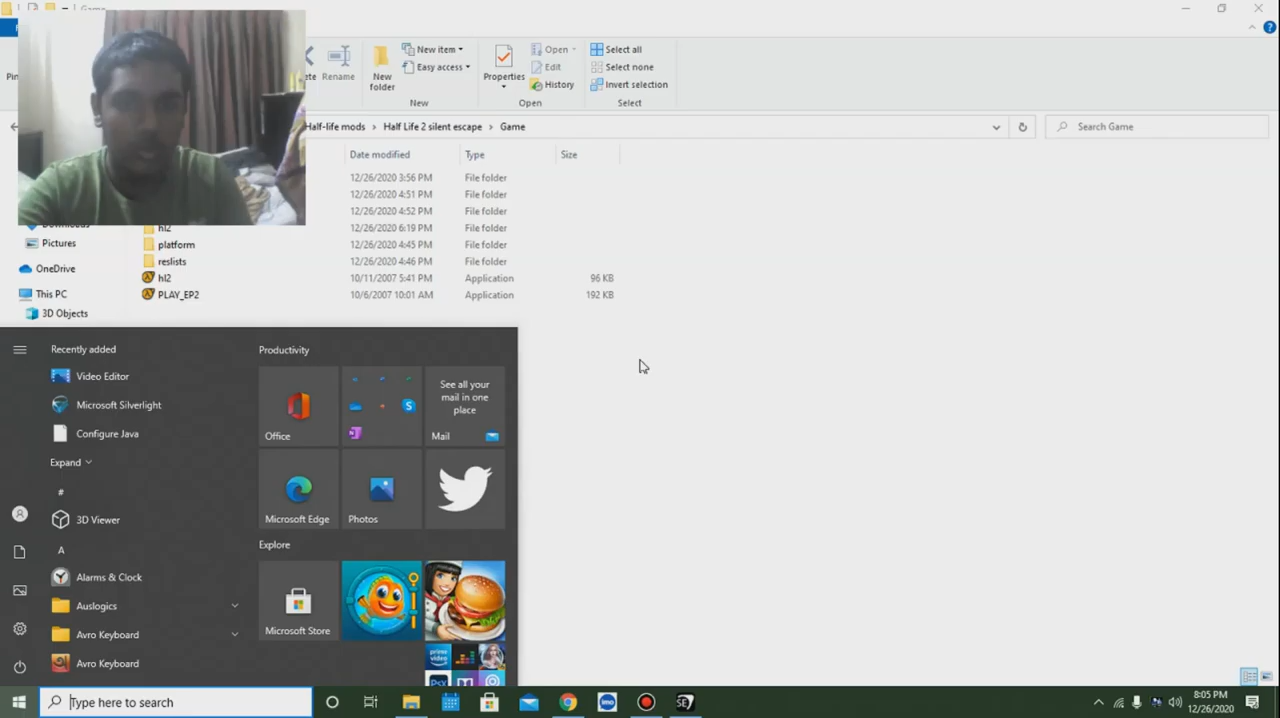 Game
New item
Open
Select all
Easy access
Edit
Select none
Rename
New folder
Properties
History
Invert selection
New
Open
Select
Half-life mods > Half Life 2 silent escape > Game
Search Game
Date modified
Type
Size
12/26/2020 3:56 PM File folder
12/26/2020 4:51 PM File folder
12/26/2020 4:52 PM File folder
hl2 12/26/2020 6:19 PM File folder
platform 12/26/2020 4:45 PM File folder
reslists 12/26/2020 4:46 PM File folder
hl2 10/11/2007 5:41 PM Application 96 KB
PLAY_EP2 10/6/2007 10:01 AM Application 192 KB
Pictures
OneDrive
This PC
3D Objects
Recently added
Video Editor
Microsoft Silverlight
Configure Java
Expand
#
3D Viewer
A
Alarms & Clock
Auslogics
Avro Keyboard
Avro Keyboard
Productivity
Office
See all your
mail in one
place
Mail
Microsoft Edge
Photos
Explore
Microsoft Store
prime video
Type here to search
imo
SE7
8:05 PM
12/26/2020